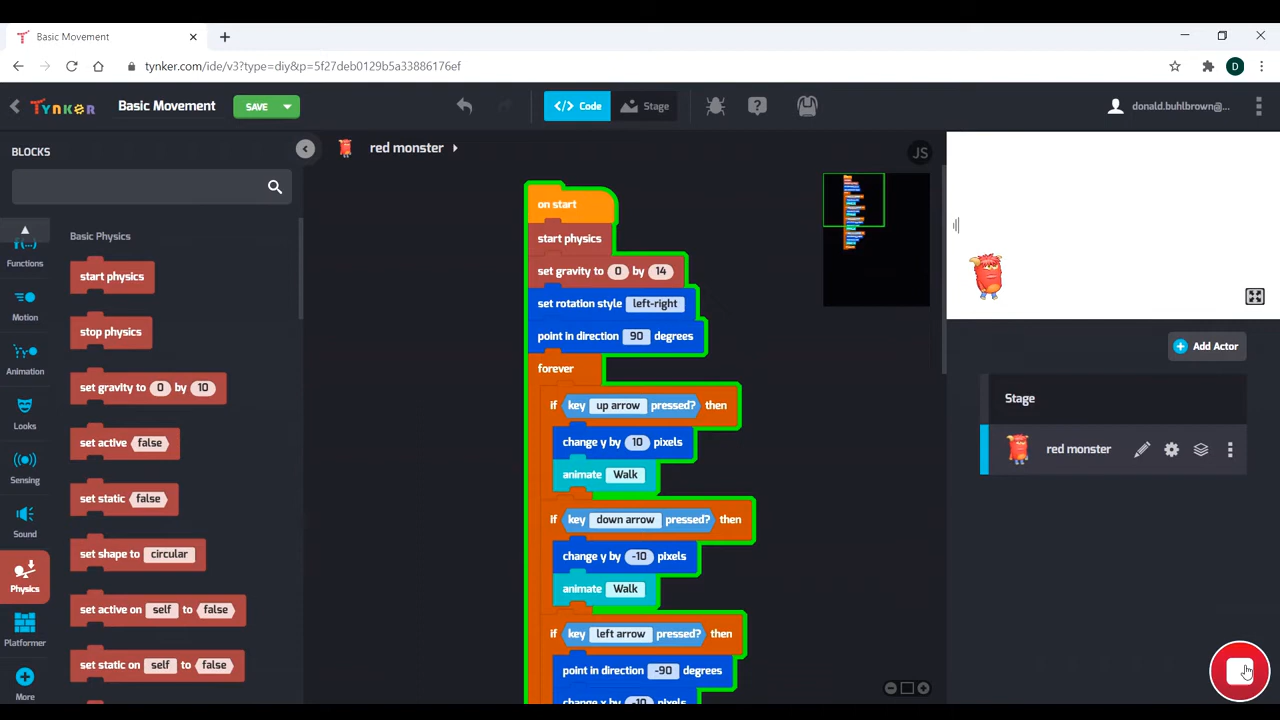 Basic Movement
tynker.com/ide/v3?type=diy&p=5f27deb0129b5a33886176ef
D
TYNKER
Basic Movement
SAVE
</> Code
Stage
donald.buhlbrown@...
BLOCKS
red monster
JS
Functions
Motion
Animation
Looks
Sensing
Sound
Physics
Platformer
More
Basic Physics
start physics
stop physics
set gravity to 0 by 10
set active false
set static false
set shape to circular
set active on self to false
set static on self to false
on start
start physics
set gravity to 0 by 14
set rotation style left-right
point in direction 90 degrees
forever
if key up arrow pressed? then
change y by 10 pixels
animate Walk
if key down arrow pressed? then
change y by -10 pixels
animate Walk
if key left arrow pressed? then
point in direction -90 degrees
Add Actor
Stage
red monster